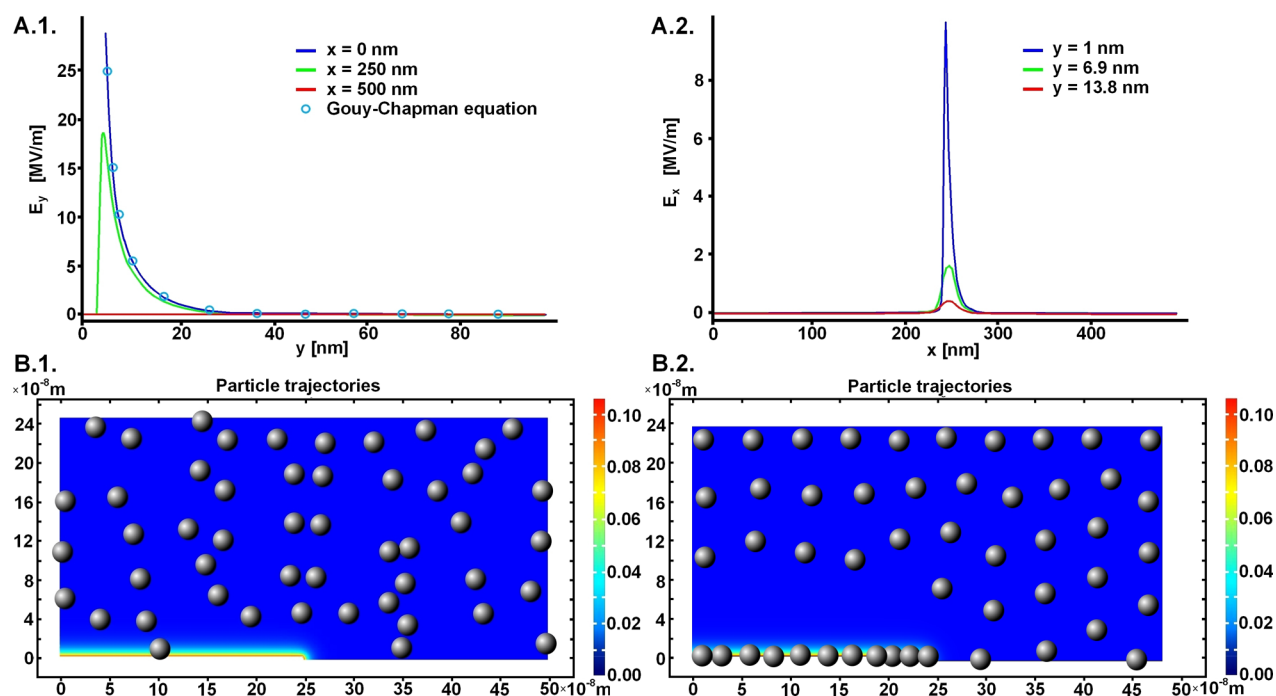 A.1.
x = 0 nm
x = 250 nm
x = 500 nm
Gouy-Chapman equation
25
20
15
10
5
0
Ey [MV/m]
0 20 40 60 80
y [nm]
A.2.
y = 1 nm
y = 6.9 nm
y = 13.8 nm
8
6
4
2
0
Ex [MV/m]
0 100 200 300 400
x [nm]
B.1.
×10⁻⁸m
Particle trajectories
24
20
16
12
8
4
0
0 5 10 15 20 25 30 35 40 45 50 ×10⁻⁸m
0.10
0.08
0.06
0.04
0.02
0.00
B.2.
×10⁻⁸m
Particle trajectories
24
20
16
12
8
4
0
0 5 10 15 20 25 30 35 40 45 50 ×10⁻⁸m
0.10
0.08
0.06
0.04
0.02
0.00